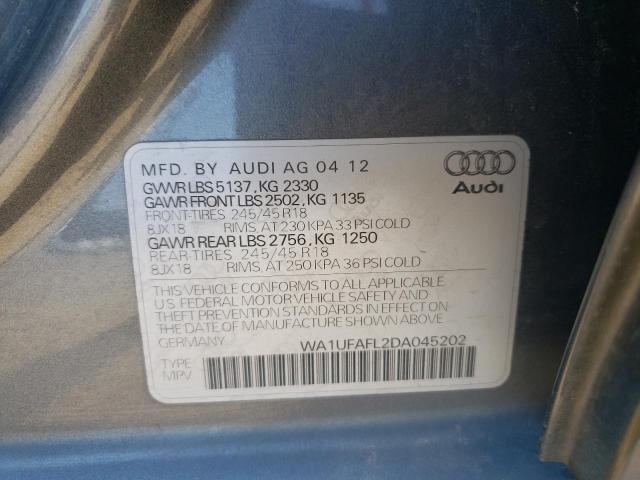 MFD. BY AUDI AG 04 12
GVWR LBS 5137, KG 2330
GAWR FRONT LBS 2502, KG 1135
FRONT-TIRES 245/45 R18
8JX18 RIMS, AT 230 KPA 33 PSI COLD
GAWR REAR LBS 2756, KG 1250
REAR-TIRES 245/45 R18
8JX18 RIMS, AT 250 KPA 36 PSI COLD
Audi
THIS VEHICLE CONFORMS TO ALL APPLICABLE
U.S FEDERAL MOTOR VEHICLE SAFETY AND
THEFT PREVENTION STANDARDS IN EFFECT ON
THE DATE OF MANUFACTURE SHOWN ABOVE
GERMANY WA1UFAFL2DA045202
TYPE
MPV